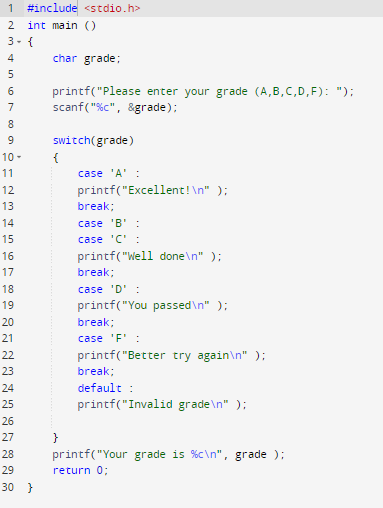 1 #include <stdio.h>
2 int main ()
3 {
4     char grade;
5
6     printf("Please enter your grade (A,B,C,D,F): ");
7     scanf("%c", &grade);
8
9     switch(grade)
10     {
11         case 'A' :
12         printf("Excellent!\n" );
13         break;
14         case 'B' :
15         case 'C' :
16         printf("Well done\n" );
17         break;
18         case 'D' :
19         printf("You passed\n" );
20         break;
21         case 'F' :
22         printf("Better try again\n" );
23         break;
24         default :
25         printf("Invalid grade\n" );
26
27     }
28     printf("Your grade is %c\n", grade );
29     return 0;
30 }